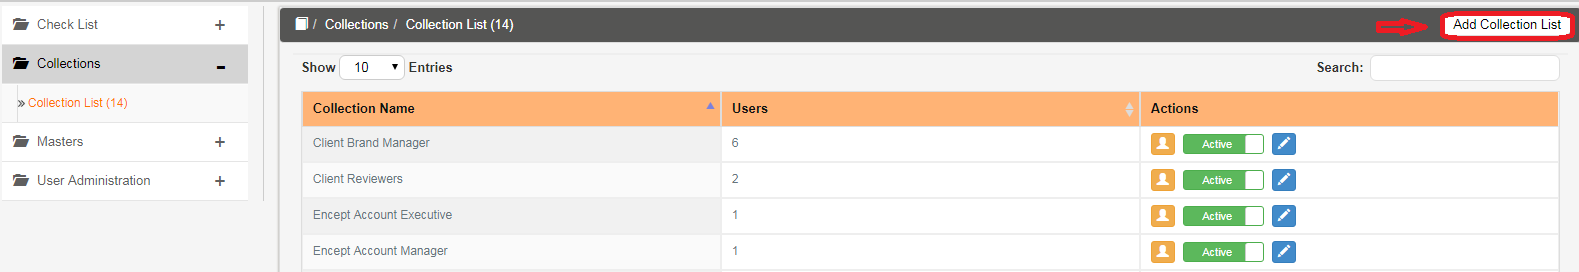 Check List +
Collections -
» Collection List (14)
Masters +
User Administration +
/ Collections / Collection List (14)
Add Collection List
Show 10 Entries
Search:
Collection Name Users Actions
Client Brand Manager 6 Active
Client Reviewers 2 Active
Encept Account Executive 1 Active
Encept Account Manager 1 Active